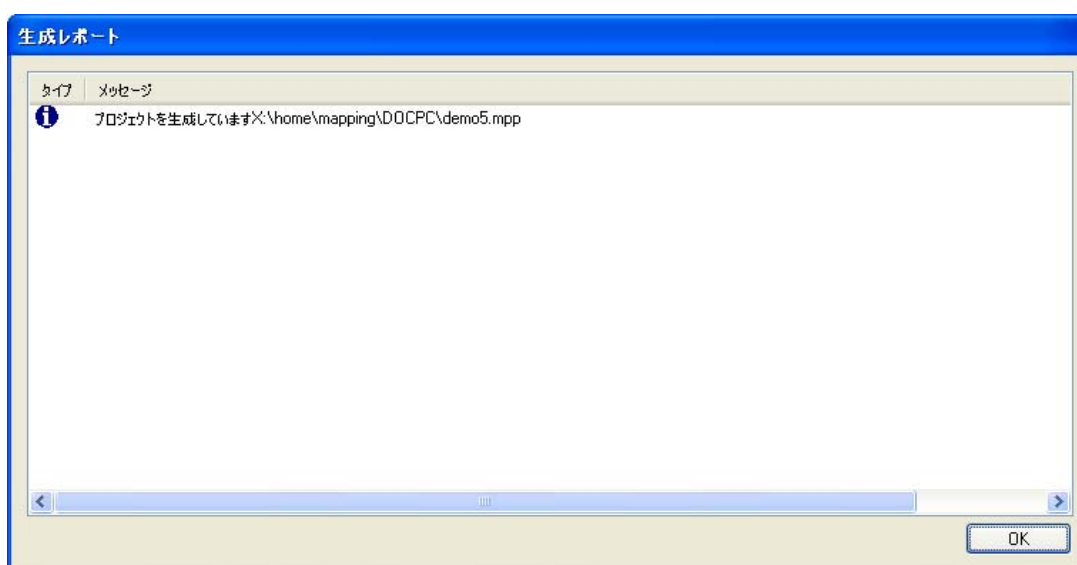 生成レポート
タイプ メッセージ
プロジェクトを生成していますX:\home\mapping\DOCPC\demo5.mpp
OK